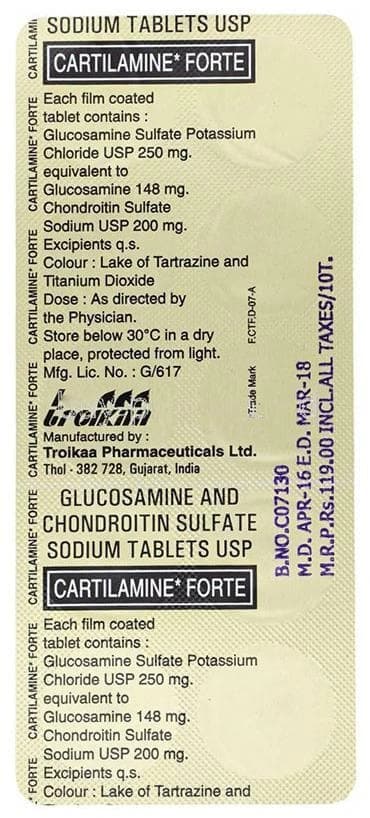 SODIUM TABLETS USP
CARTILAMINE* FORTE
Each film coated
tablet contains :
Glucosamine Sulfate Potassium
Chloride USP 250 mg.
equivalent to
Glucosamine 148 mg.
Chondroitin Sulfate
Sodium USP 200 mg.
Excipients q.s.
Colour : Lake of Tartrazine and
Titanium Dioxide
Dose : As directed by
the Physician.
Store below 30°C in a dry
place, protected from light.
Mfg. Lic. No. : G/617
troikaa
Manufactured by :
Troikaa Pharmaceuticals Ltd.
Thol - 382 728, Gujarat, India
GLUCOSAMINE AND
CHONDROITIN SULFATE
SODIUM TABLETS USP
CARTILAMINE* FORTE
Each film coated
tablet contains :
Glucosamine Sulfate Potassium
Chloride USP 250 mg.
equivalent to
Glucosamine 148 mg.
Chondroitin Sulfate
Sodium USP 200 mg.
Excipients q.s.
Colour : Lake of Tartrazine and
FORTE CARTILAMINE* FORTE CARTILAMINE* FORTE CARTILAMINE* FORTE CARTILAMINE* FORTE CARTILAMINE* FORTE CARTILAMI
*Trade Mark
F.CTF.D-07-A
B.NO.C07130
M.D. APR-16 E.D. MAR-18
M.R.P.Rs.119.00 INCL.ALL TAXES/10T.